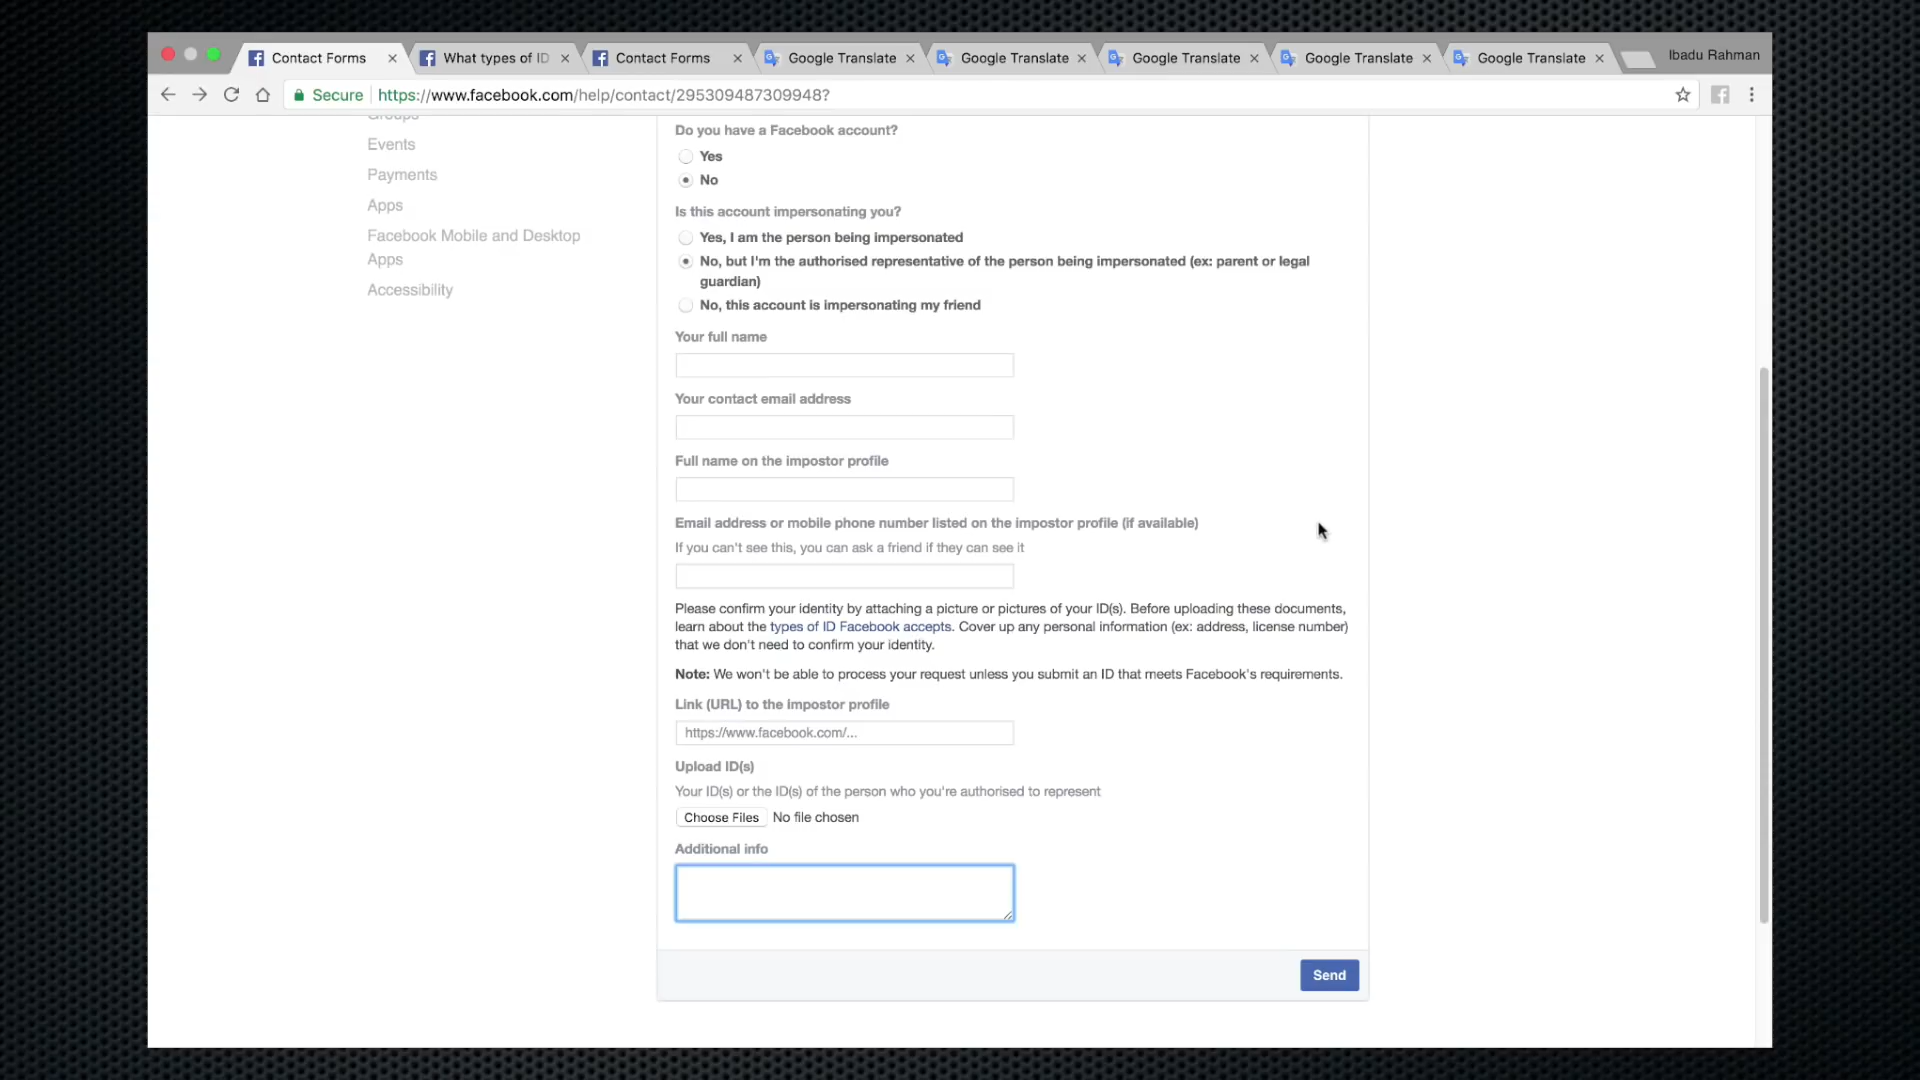 Contact Forms
What types of ID
Contact Forms
Google Translate
Google Translate
Google Translate
Google Translate
Google Translate
Ibadu Rahman
Secure
https://www.facebook.com/help/contact/295309487309948?
Groups
Events
Payments
Apps
Facebook Mobile and Desktop
Apps
Accessibility
Do you have a Facebook account?
Yes
No
Is this account impersonating you?
Yes, I am the person being impersonated
No, but I'm the authorised representative of the person being impersonated (ex: parent or legal
guardian)
No, this account is impersonating my friend
Your full name
Your contact email address
Full name on the impostor profile
Email address or mobile phone number listed on the impostor profile (if available)
If you can't see this, you can ask a friend if they can see it
Please confirm your identity by attaching a picture or pictures of your ID(s). Before uploading these documents,
learn about the types of ID Facebook accepts. Cover up any personal information (ex: address, license number)
that we don't need to confirm your identity.
Note: We won't be able to process your request unless you submit an ID that meets Facebook's requirements.
Link (URL) to the impostor profile
https://www.facebook.com/...
Upload ID(s)
Your ID(s) or the ID(s) of the person who you're authorised to represent
Choose Files No file chosen
Additional info
Send